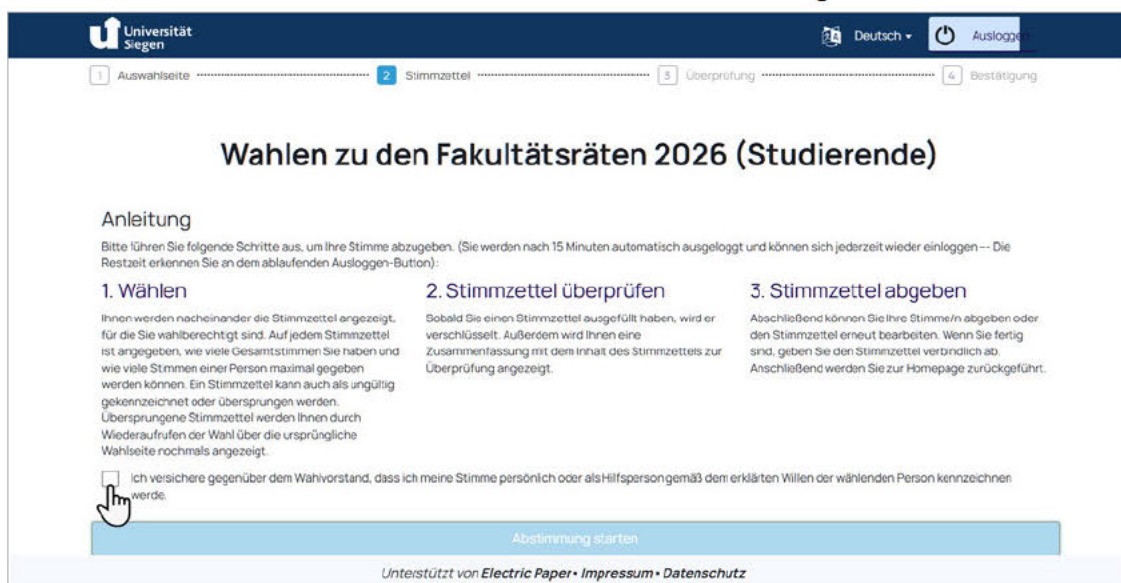 Universität
Siegen
Deutsch
Ausloggen
1 Auswahlseite 2 Stimmzettel 3 Überprüfung 4 Bestätigung
Wahlen zu den Fakultätsräten 2026 (Studierende)
Anleitung
Bitte führen Sie folgende Schritte aus, um Ihre Stimme abzugeben. (Sie werden nach 15 Minuten automatisch ausgeloggt und können sich jederzeit wieder einloggen--- Die
Restzeit erkennen Sie an dem ablaufenden Ausloggen-Button):
1. Wählen
Ihnen werden nacheinander die Stimmzettel angezeigt,
für die Sie wahlberechtigt sind. Auf jedem Stimmzettel
ist angegeben, wie viele Gesamtstimmen Sie haben und
wie viele Stimmen einer Person maximal gegeben
werden können. Ein Stimmzettel kann auch als ungültig
gekennzeichnet oder übersprungen werden.
Übersprungene Stimmzettel werden Ihnen durch
Wiederaufrufen der Wahl über die ursprüngliche
Wahlseite nochmals angezeigt.
2. Stimmzettel überprüfen
Sobald Sie einen Stimmzettel ausgefüllt haben, wird er
verschlüsselt. Außerdem wird Ihnen eine
Zusammenfassung mit dem Inhalt des Stimmzettels zur
Überprüfung angezeigt.
3. Stimmzettel abgeben
Abschließend können Sie Ihre Stimme/n abgeben oder
den Stimmzettel erneut bearbeiten. Wenn Sie fertig
sind, geben Sie den Stimmzettel verbindlich ab.
Anschließend werden Sie zur Homepage zurückgeführt.
Ich versichere gegenüber dem Wahlvorstand, dass ich meine Stimme persönlich oder als Hilfsperson gemäß dem erklärten Willen der wählenden Person kennzeichnen
werde.
Abstimmung starten
Unterstützt von Electric Paper • Impressum • Datenschutz